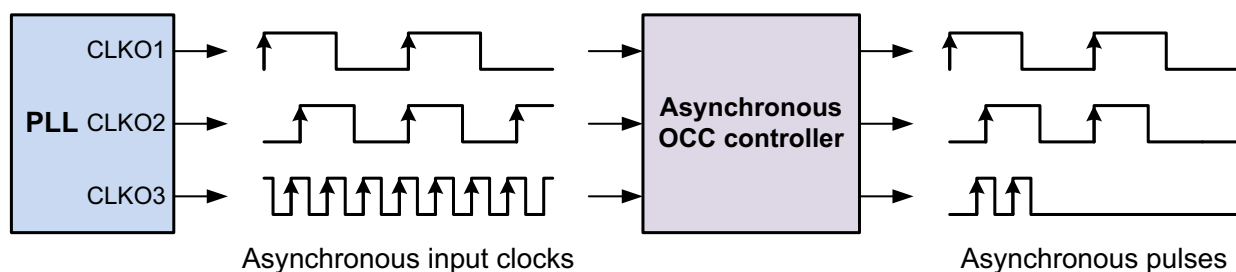 CLKO1
PLL CLKO2
CLKO3
Asynchronous
OCC controller
Asynchronous input clocks
Asynchronous pulses